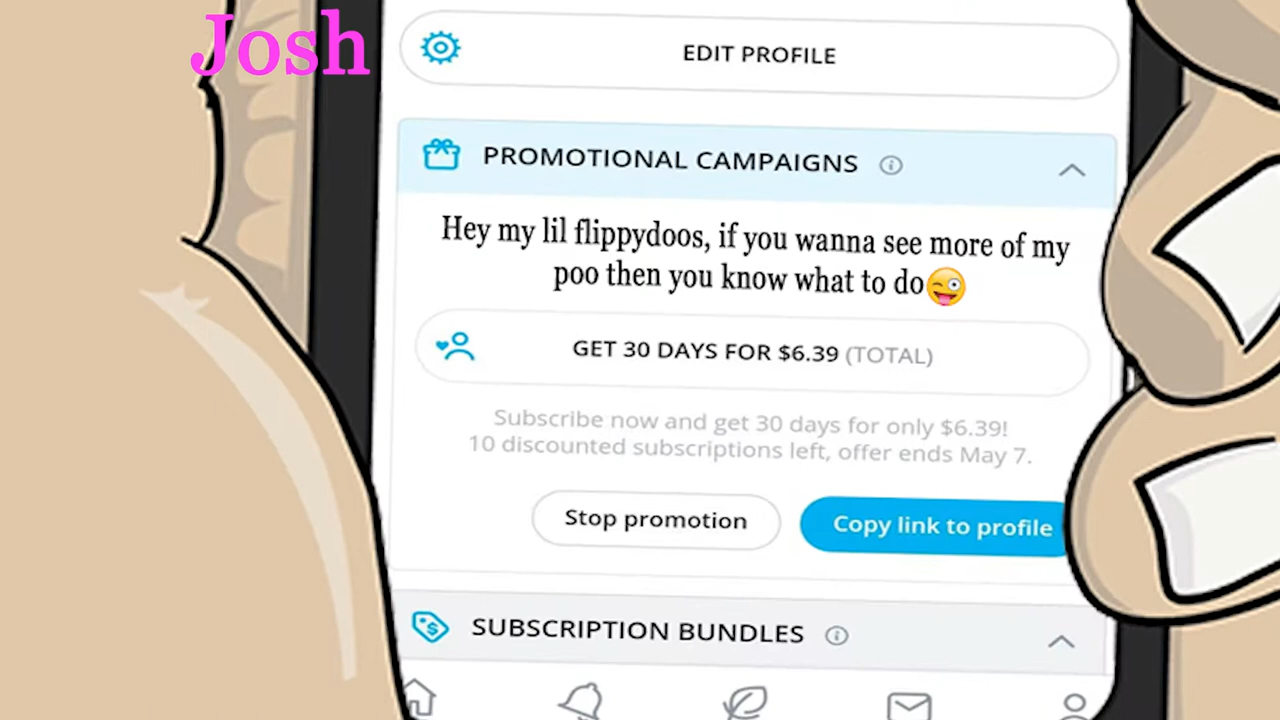 Josh
EDIT PROFILE
PROMOTIONAL CAMPAIGNS
Hey my lil flippydoos, if you wanna see more of my
poo then you know what to do😜
GET 30 DAYS FOR $6.39 (TOTAL)
Subscribe now and get 30 days for only $6.39!
10 discounted subscriptions left, offer ends May 7.
Stop promotion
Copy link to profile
SUBSCRIPTION BUNDLES